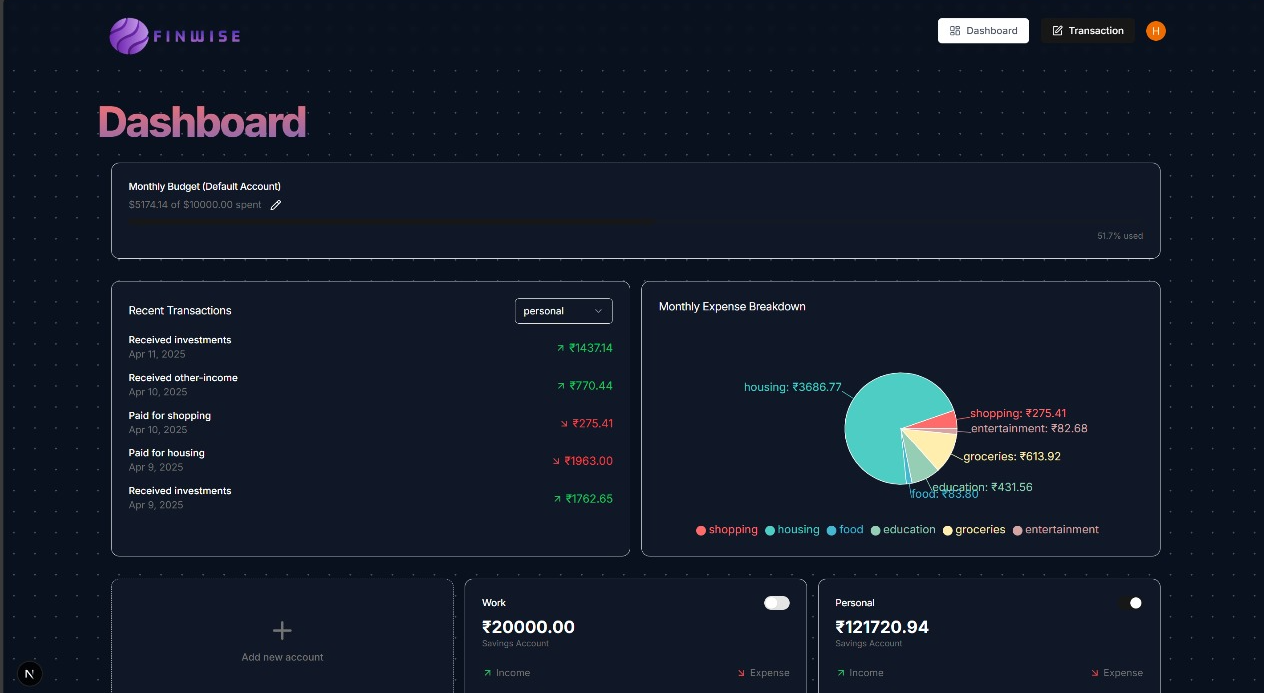 FINWISE
Dashboard
Transaction
H
Dashboard
Monthly Budget (Default Account)
$5174.14 of $10000.00 spent
51.7% used
Recent Transactions
personal
Received investments
Apr 11, 2025
₹1437.14
Received other-income
Apr 10, 2025
₹770.44
Paid for shopping
Apr 10, 2025
₹275.41
Paid for housing
Apr 9, 2025
₹1963.00
Received investments
Apr 9, 2025
₹1762.65
Monthly Expense Breakdown
housing: ₹3686.77
shopping: ₹275.41
entertainment: ₹82.68
groceries: ₹613.92
education: ₹431.56
food: ₹83.80
shopping housing food education groceries entertainment
Add new account
Work
₹20000.00
Savings Account
Income Expense
Personal
₹121720.94
Savings Account
Income Expense
N